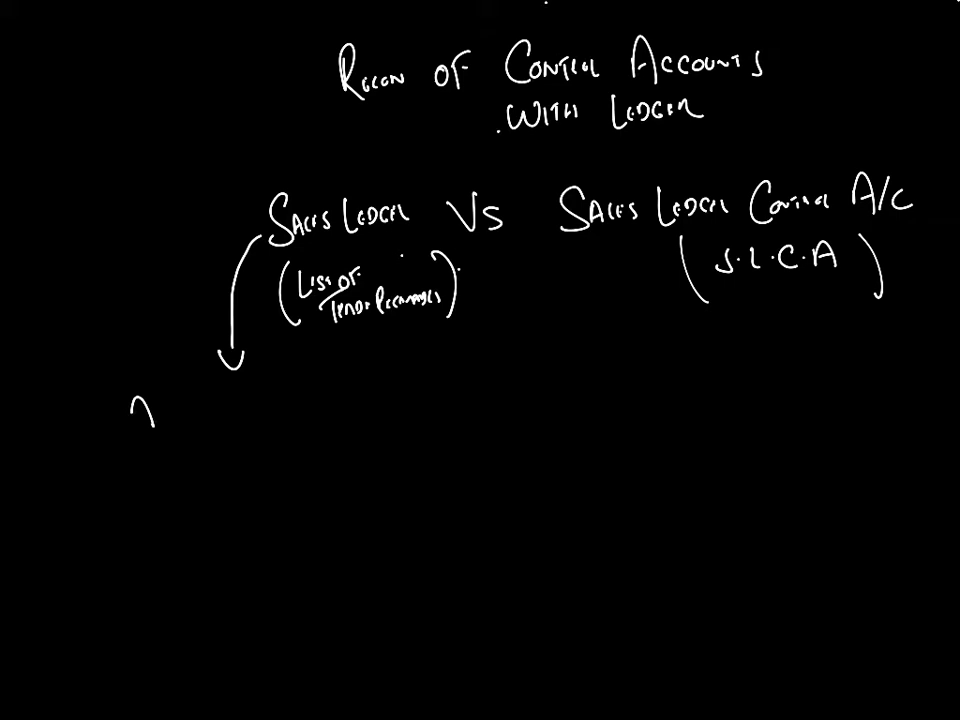 RECON OF CONTROL ACCOUNTS
WITH LEDGER
SALES LEDGER VS SALES LEDGER CONTROL A/C
(LIST OF (S.L.C.A)
TRADE RECEIVABLES)